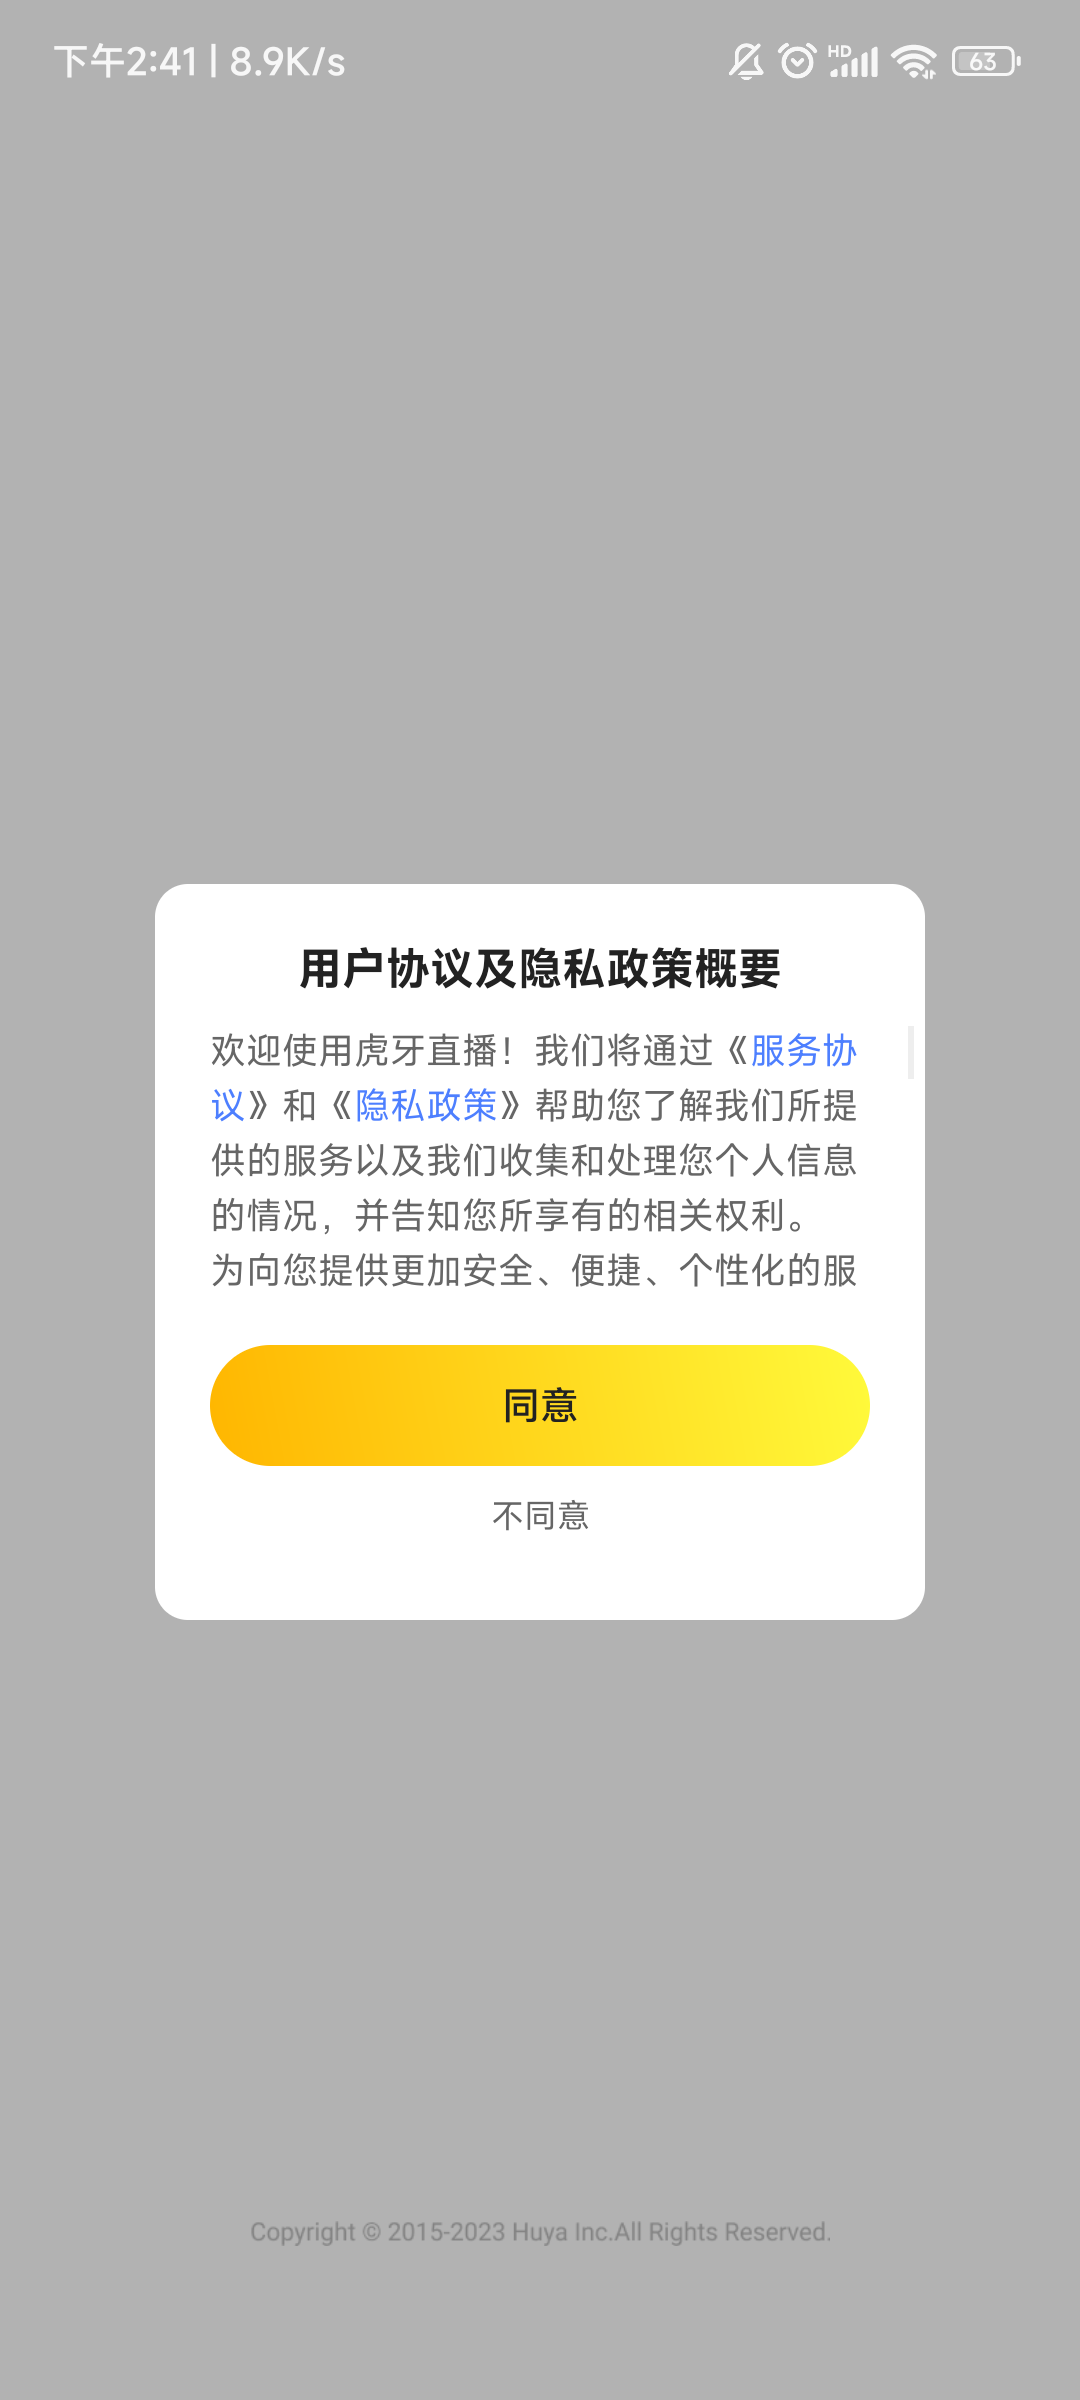 下午2:41 | 8.9K/s
HD
63
用户协议及隐私政策概要
欢迎使用虎牙直播！我们将通过《服务协
议》和《隐私政策》帮助您了解我们所提
供的服务以及我们收集和处理您个人信息
的情况，并告知您所享有的相关权利。
为向您提供更加安全、便捷、个性化的服
同意
不同意
Copyright © 2015-2023 Huya Inc.All Rights Reserved.